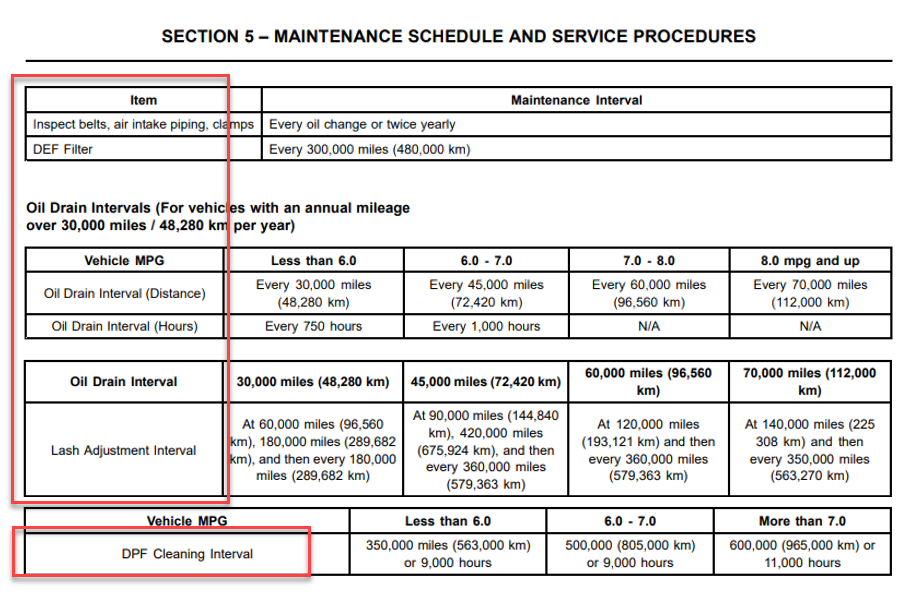 SECTION 5 – MAINTENANCE SCHEDULE AND SERVICE PROCEDURES
Item Maintenance Interval
Inspect belts, air intake piping, clamps Every oil change or twice yearly
DEF Filter Every 300,000 miles (480,000 km)
Oil Drain Intervals (For vehicles with an annual mileage
over 30,000 miles / 48,280 km per year)
Vehicle MPG Less than 6.0 6.0 - 7.0 7.0 - 8.0 8.0 mpg and up
Oil Drain Interval (Distance)
Every 30,000 miles
(48,280 km)
Every 45,000 miles
(72,420 km)
Every 60,000 miles
(96,560 km)
Every 70,000 miles
(112,000 km)
Oil Drain Interval (Hours) Every 750 hours Every 1,000 hours N/A N/A
Oil Drain Interval
30,000 miles (48,280 km)
45,000 miles (72,420 km)
60,000 miles (96,560
km)
70,000 miles (112,000
km)
Lash Adjustment Interval
At 60,000 miles (96,560
km), 180,000 miles (289,682
km), and then every 180,000
miles (289,682 km)
At 90,000 miles (144,840
km), 420,000 miles
(675,924 km), and then
every 360,000 miles
(579,363 km)
At 120,000 miles
(193,121 km) and then
every 360,000 miles
(579,363 km)
At 140,000 miles (225
308 km) and then
every 350,000 miles
(563,270 km)
Vehicle MPG Less than 6.0 6.0 - 7.0 More than 7.0
DPF Cleaning Interval
350,000 miles (563,000 km)
or 9,000 hours
500,000 (805,000 km)
or 9,000 hours
600,000 (965,000 km) or
11,000 hours